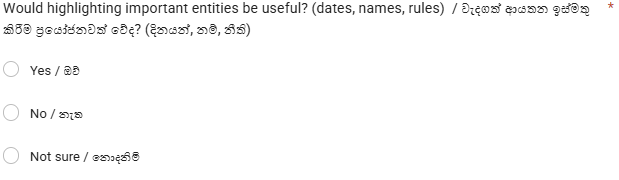 Would highlighting important entities be useful? (dates, names, rules) / වැදගත් ආයතන ඉස්මතු *
කිරීම ප්‍රයෝජනවත් වේද? (දිනයන්, නම්, නීති)
Yes / ඔව්
No / නැත
Not sure / නොදනිමි